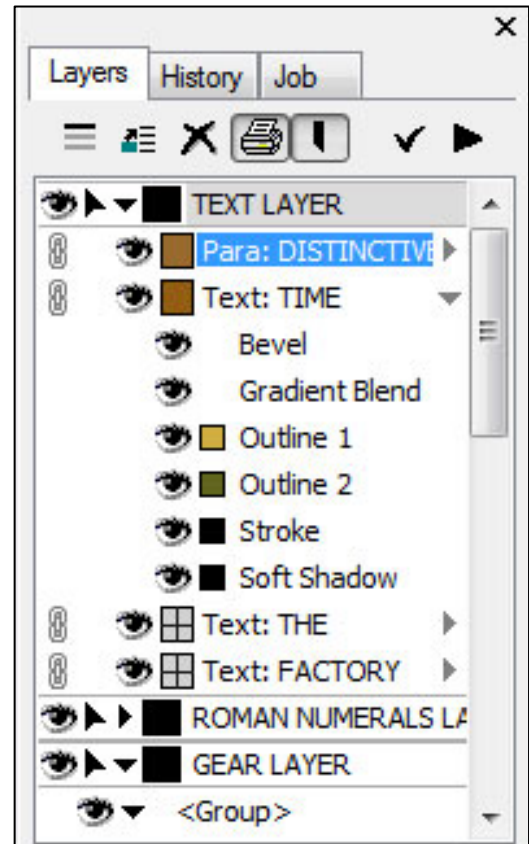 Layers History Job
TEXT LAYER
Para: DISTINCTIVE
Text: TIME
Bevel
Gradient Blend
Outline 1
Outline 2
Stroke
Soft Shadow
Text: THE
Text: FACTORY
ROMAN NUMERALS LA
GEAR LAYER
<Group>